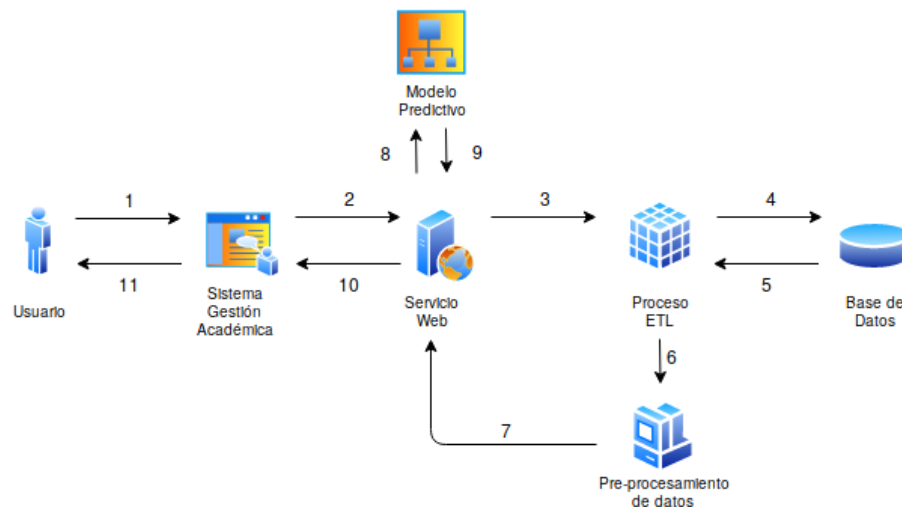 Modelo
Predictivo
8
9
1
2
3
4
11
10
5
Usuario
Sistema
Gestión
Académica
Servicio
Web
Proceso
ETL
Base de
Datos
6
7
Pre-procesamiento
de datos